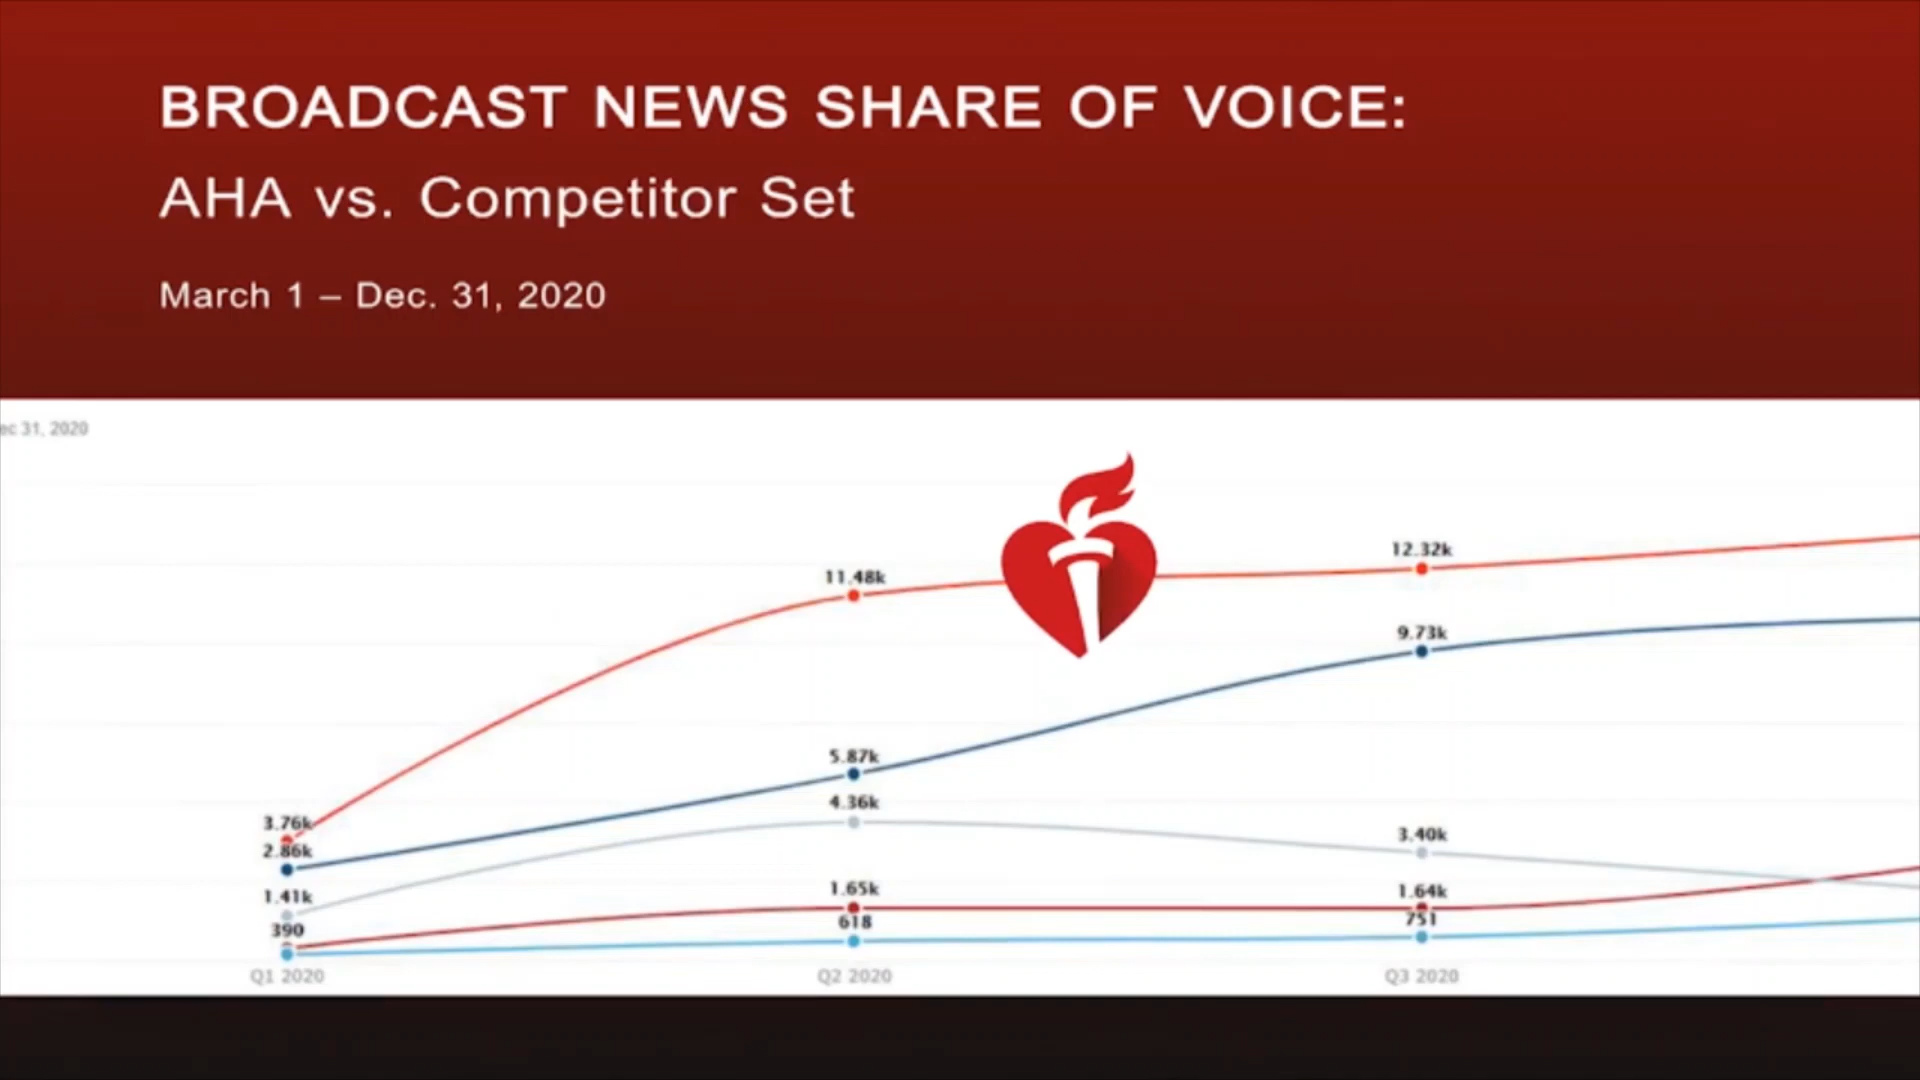 BROADCAST NEWS SHARE OF VOICE:
AHA vs. Competitor Set
March 1 – Dec. 31, 2020
ec 31, 2020
12.32k
11.48k
9.73k
5.87k
4.36k
3.76k
3.40k
2.86k
1.65k
1.64k
1.41k
618
751
390
Q1 2020
Q2 2020
Q3 2020